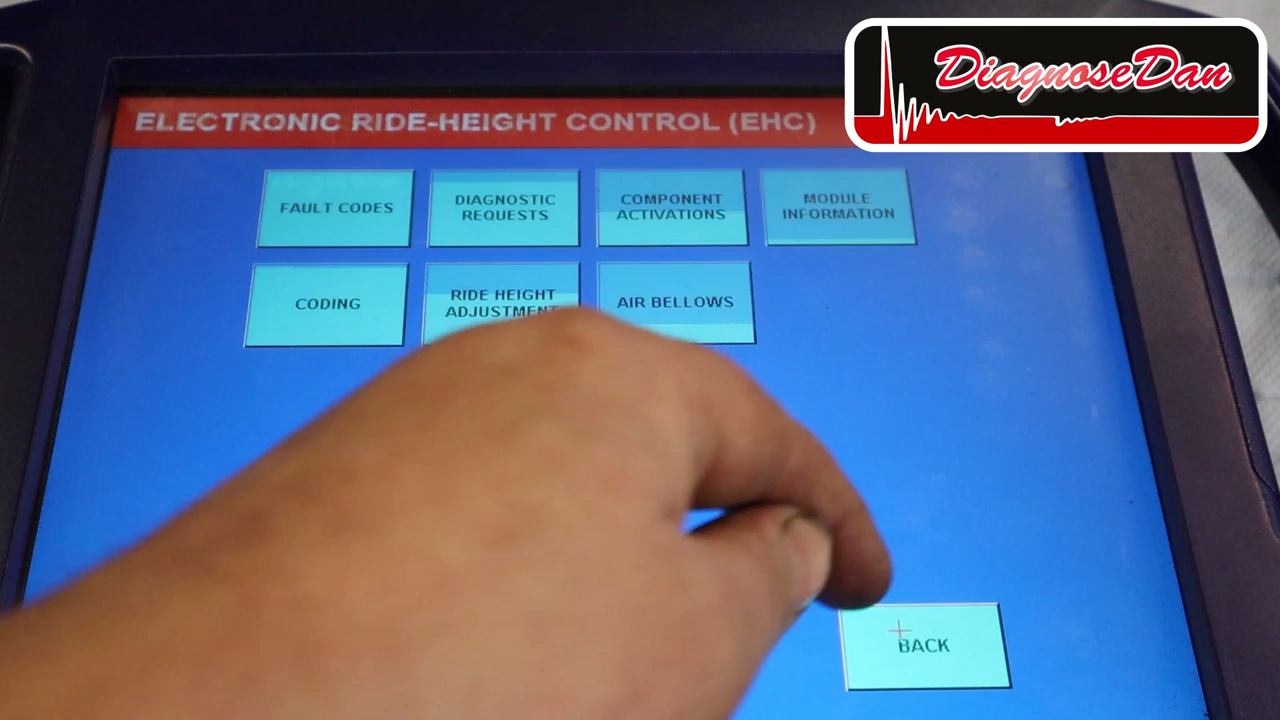 DiagnoseDan
ELECTRONIC RIDE-HEIGHT CONTROL (EHC)
FAULT CODES
DIAGNOSTIC
REQUESTS
COMPONENT
ACTIVATIONS
MODULE
INFORMATION
CODING
RIDE HEIGHT
ADJUSTMENT
AIR BELLOWS
BACK